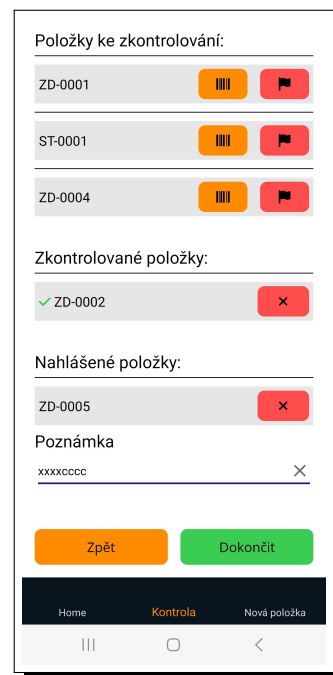 Položky ke zkontrolování:
ZD-0001
ST-0001
ZD-0004
Zkontrolované položky:
ZD-0002
Nahlášené položky:
ZD-0005
Poznámka
xxxxcccc
Zpět Dokončit
Home Kontrola Nová položka